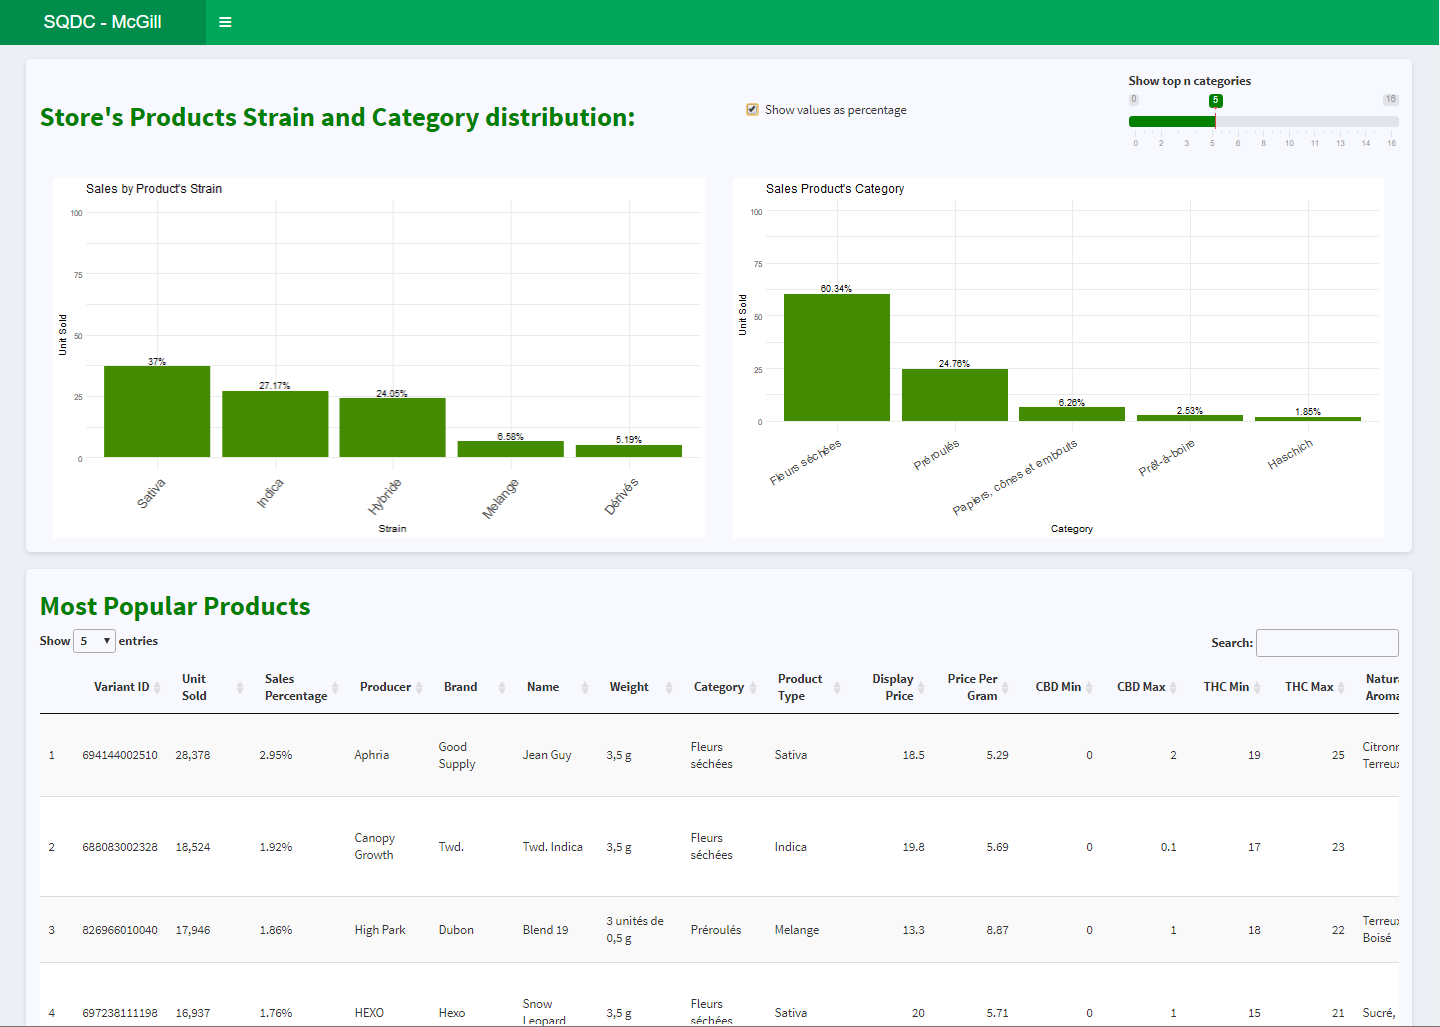 SQDC - McGill
Store's Products Strain and Category distribution:
Show values as percentage
Show top n categories
0 5 16
0 2 3 5 6 8 10 11 13 14 16
Sales by Product's Strain
Unit Sold
100
75
50
25
0
37%
27.17%
24.05%
6.58%
5.19%
Sativa
Indica
Hybride
Melange
Dérivés
Strain
Sales Product's Category
Unit Sold
100
75
50
25
0
60.34%
24.76%
6.26%
2.53%
1.85%
Fleurs séchées
Préroulés
Papiers, cônes et embouts
Prêt-à-boire
Haschich
Category
Most Popular Products
Show 5 entries
Search:
Variant ID Unit Sold Sales Percentage Producer Brand Name Weight Category Product Type Display Price Price Per Gram CBD Min CBD Max THC Min THC Max Natur Aroma
1 694144002510 28,378 2.95% Aphria Good Supply Jean Guy 3,5 g Fleurs séchées Sativa 18.5 5.29 0 2 19 25 Citronn Terreux
2 688083002328 18,524 1.92% Canopy Growth Twd. Twd. Indica 3,5 g Fleurs séchées Indica 19.8 5.69 0 0.1 17 23
3 826966010040 17,946 1.86% High Park Dubon Blend 19 3 unités de 0,5 g Préroulés Melange 13.3 8.87 0 1 18 22 Terreux Boisé
4 697238111198 16,937 1.76% HEXO Hexo Snow Leopard 3,5 g Fleurs séchées Sativa 20 5.71 0 1 15 21 Sucré,